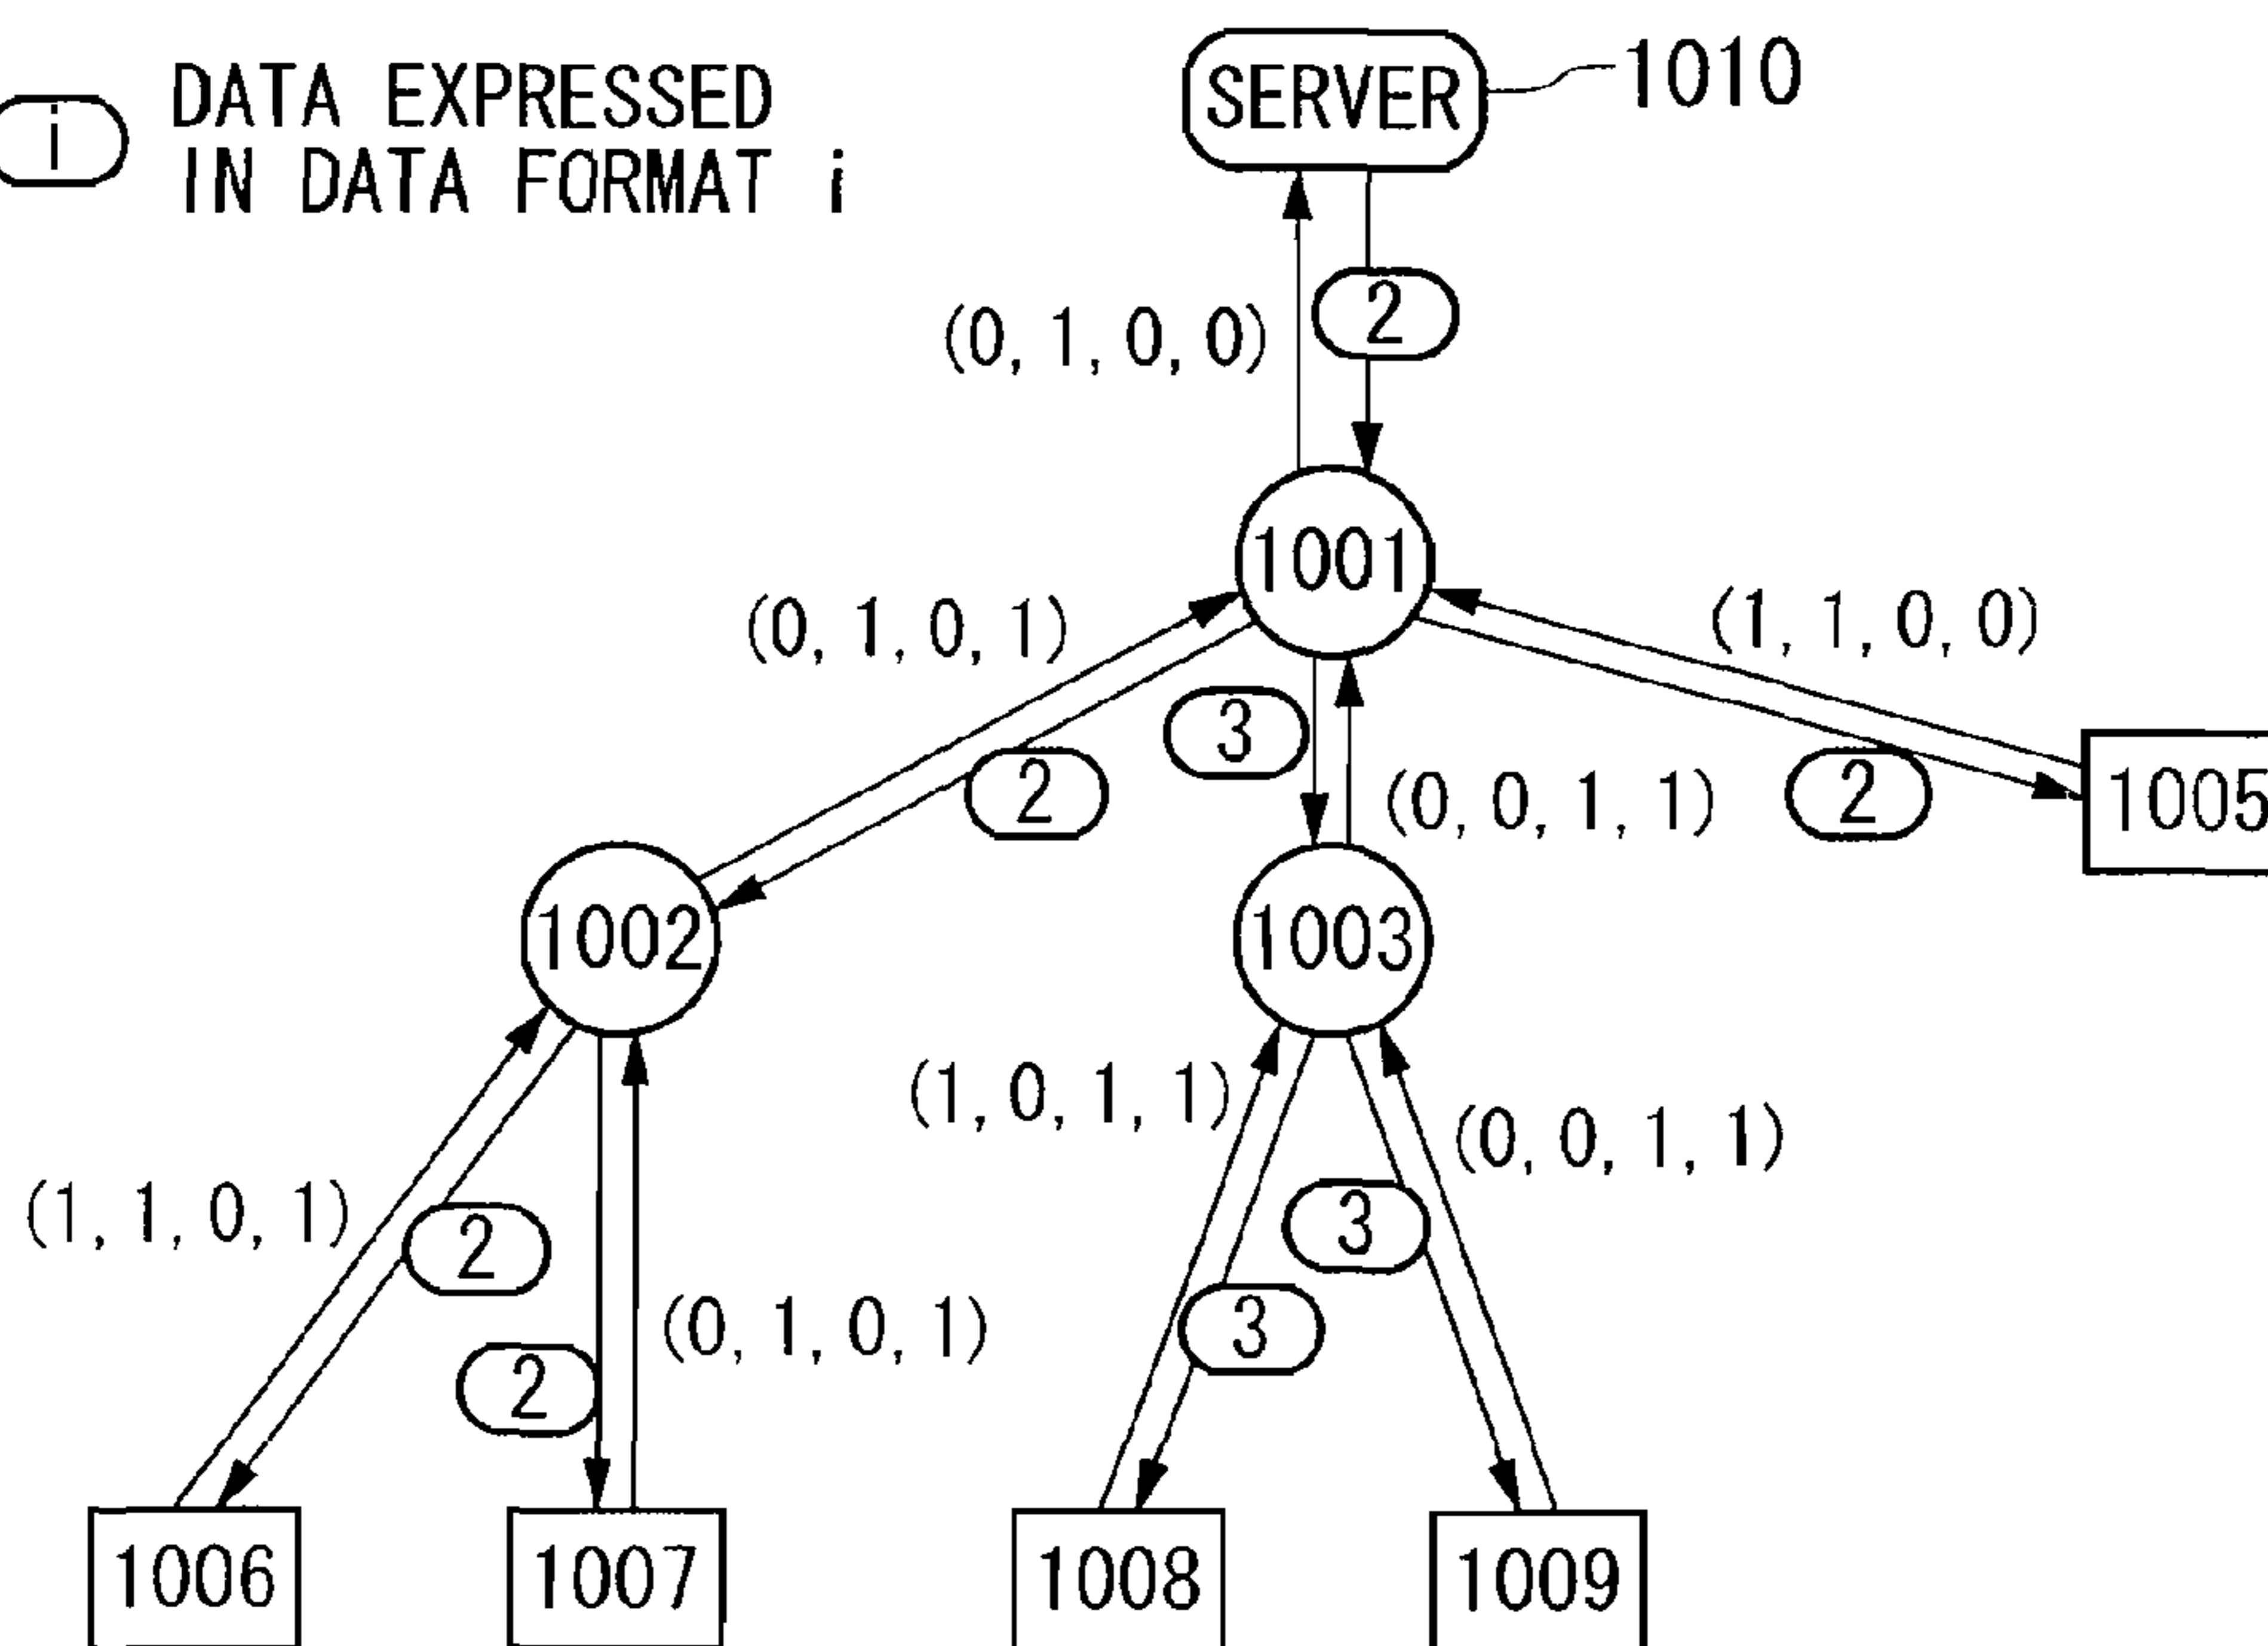 i
DATA EXPRESSED
IN DATA FORMAT i
SERVER
1010
(0, 1, 0, 0)
2
1001
(0, 1, 0, 1)
(1, 1, 0, 0)
3
2
(0, 0, 1, 1)
2
1005
1002
1003
(1, 0, 1, 1)
(0, 0, 1, 1)
(1, 1, 0, 1)
2
3
(0, 1, 0, 1)
3
2
1006
1007
1008
1009